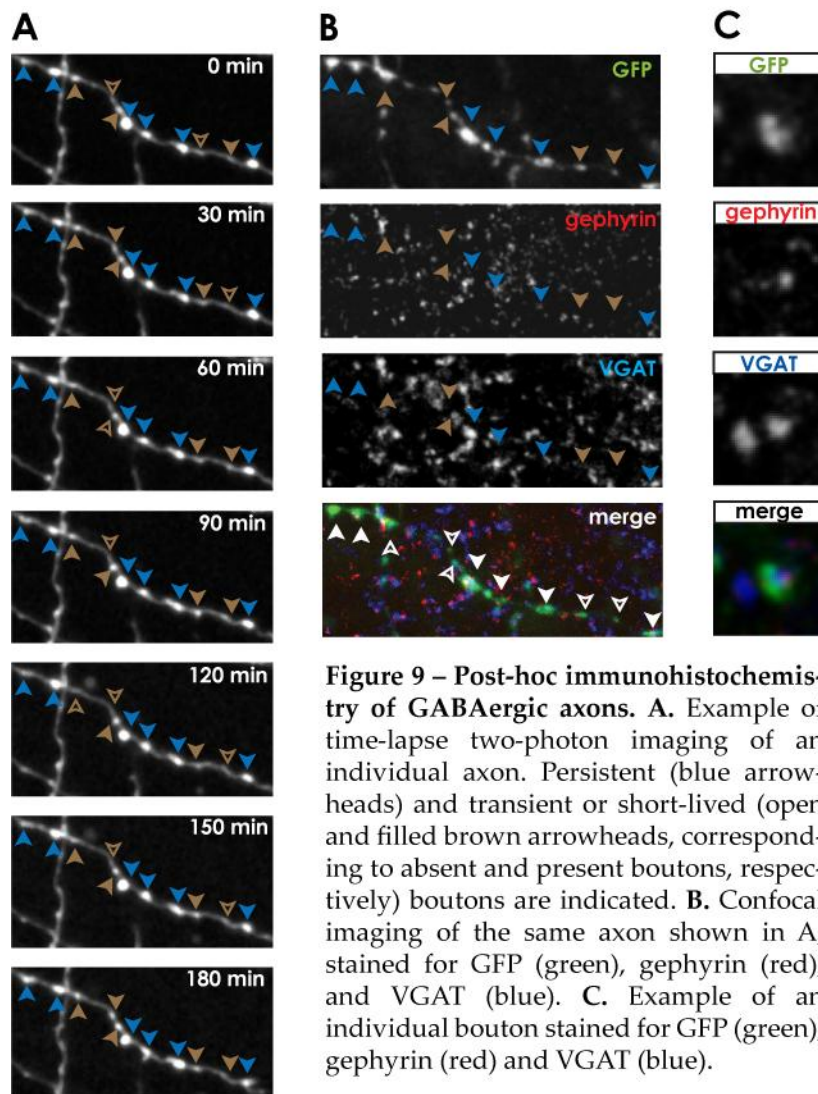 A
0 min
30 min
60 min
90 min
120 min
150 min
180 min
B
GFP
gephyrin
VGAT
merge
C
GFP
gephyrin
VGAT
merge
Figure 9 – Post-hoc immunohistochemis-
try of GABAergic axons. A. Example of
time-lapse two-photon imaging of an
individual axon. Persistent (blue arrow-
heads) and transient or short-lived (open
and filled brown arrowheads, correspond-
ing to absent and present boutons, respec-
tively) boutons are indicated. B. Confocal
imaging of the same axon shown in A,
stained for GFP (green), gephyrin (red),
and VGAT (blue). C. Example of an
individual bouton stained for GFP (green),
gephyrin (red) and VGAT (blue).